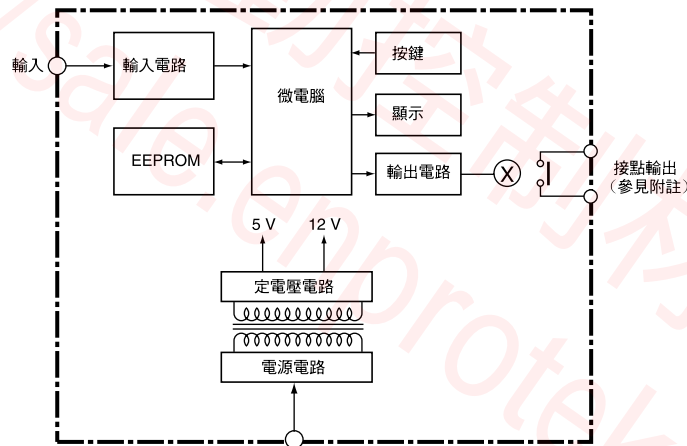 輸入
輸入電路
微電腦
按鍵
顯示
EEPROM
輸出電路
X
接點輸出
（參見附註）
5 V
12 V
定電壓電路
電源電路